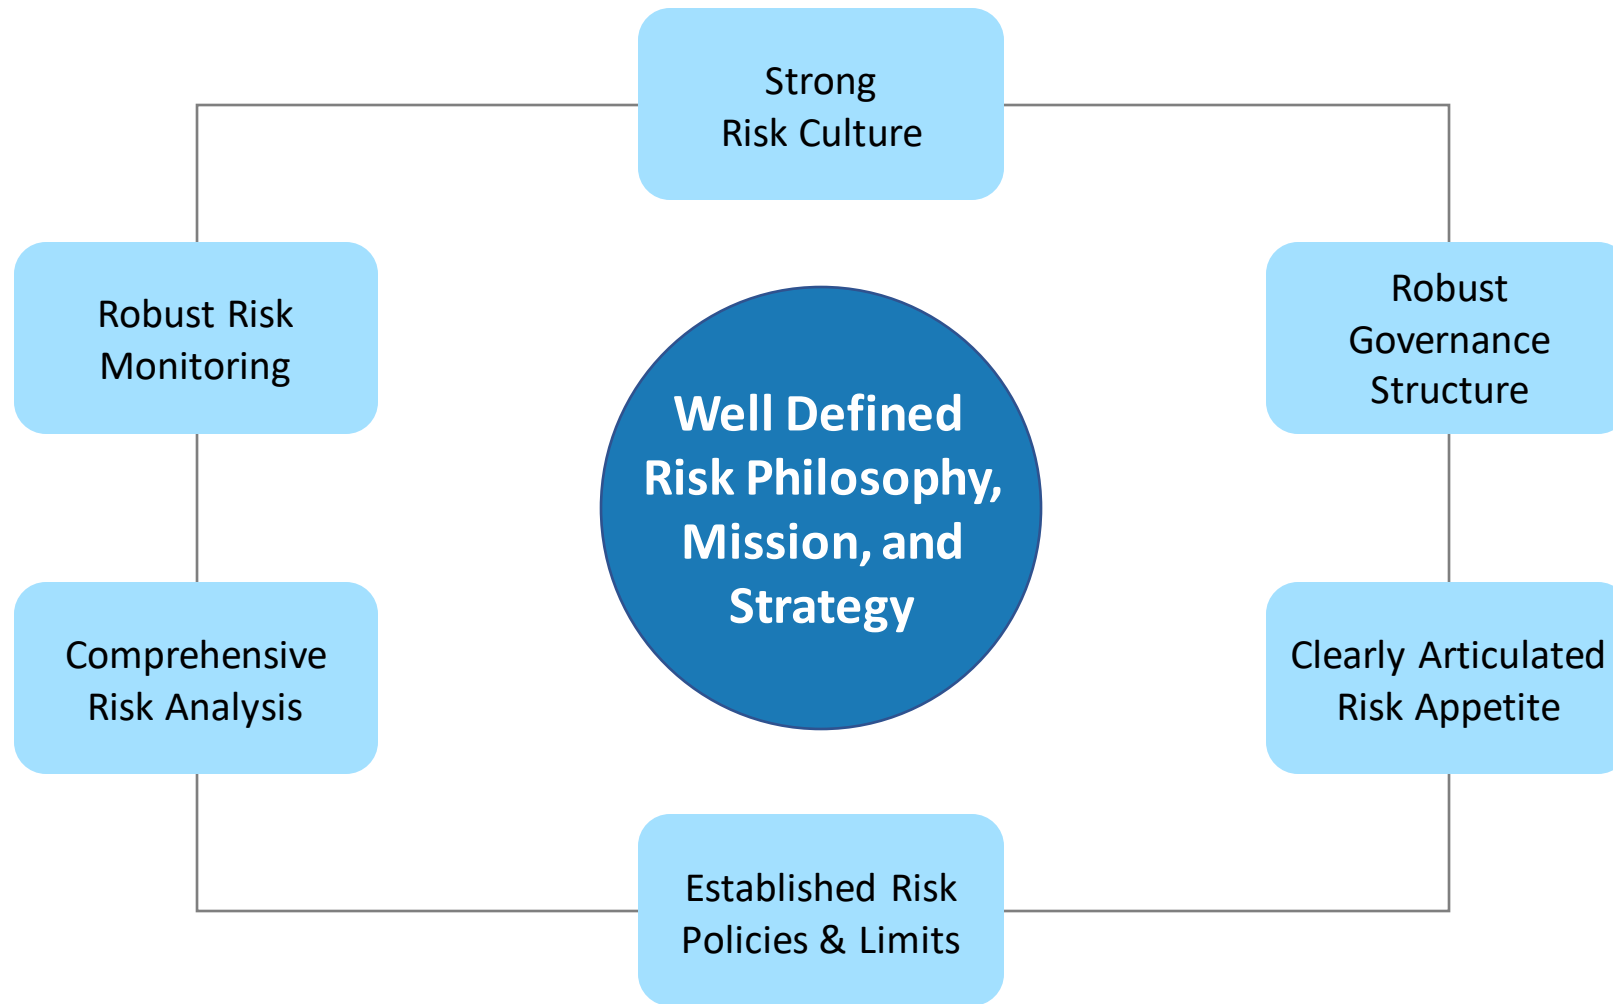 Strong
Risk Culture
Robust Risk
Monitoring
Robust
Governance
Structure
Well Defined
Risk Philosophy,
Mission, and
Strategy
Comprehensive
Risk Analysis
Clearly Articulated
Risk Appetite
Established Risk
Policies & Limits